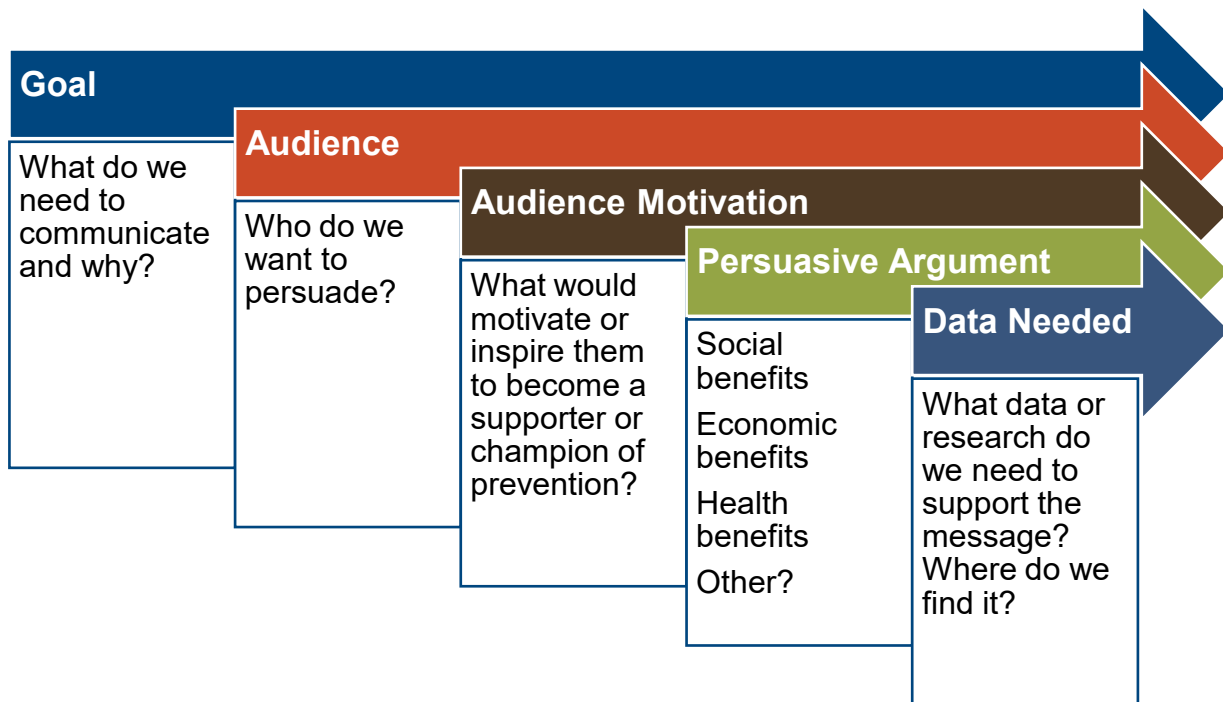 Goal
What do we
need to
communicate
and why?
Audience
Who do we
want to
persuade?
Audience Motivation
What would
motivate or
inspire them
to become a
supporter or
champion of
prevention?
Persuasive Argument
Social
benefits
Economic
benefits
Health
benefits
Other?
Data Needed
What data or
research do
we need to
support the
message?
Where do we
find it?